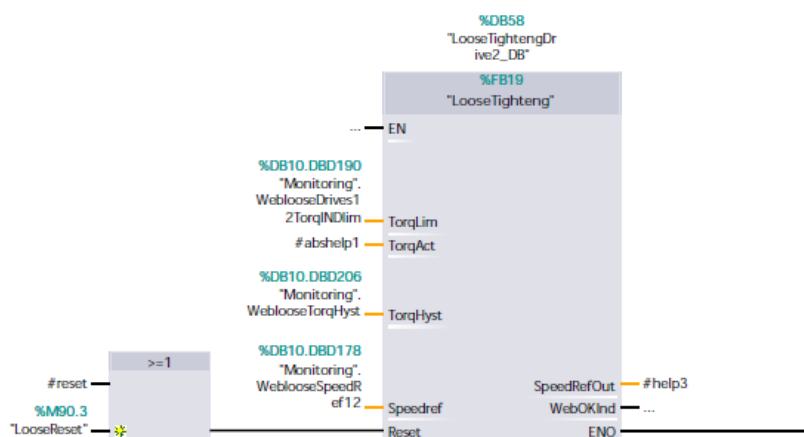 %DB58
"LooseTightengDr
ive2_DB"
%FB19
"LooseTighteng"
... EN
%DB10.DBD190
"Monitoring".
WeblooseDrives1
2TorqINDlim
TorqLim
#abshelp1
TorqAct
%DB10.DBD206
"Monitoring".
WeblooseTorqHyst
TorqHyst
>=1
#reset
%M90.3
"LooseReset"
%DB10.DBD178
"Monitoring".
WeblooseSpeedR
ef12
Speedref
Reset
SpeedRefOut
#help3
WebOKInd
...
ENO